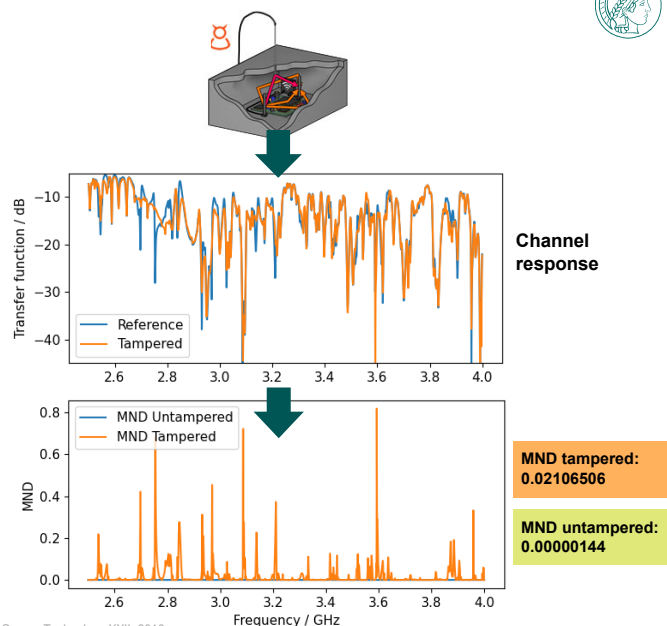 Transfer function / dB
−10
−20
−30
−40
Reference
Tampered
2.6 2.8 3.0 3.2 3.4 3.6 3.8 4.0
Channel
response
MND
0.8
0.6
0.4
0.2
0.0
MND Untampered
MND Tampered
2.6 2.8 3.0 3.2 3.4 3.6 3.8 4.0
Frequency / GHz
MND tampered:
0.02106506
MND untampered:
0.00000144